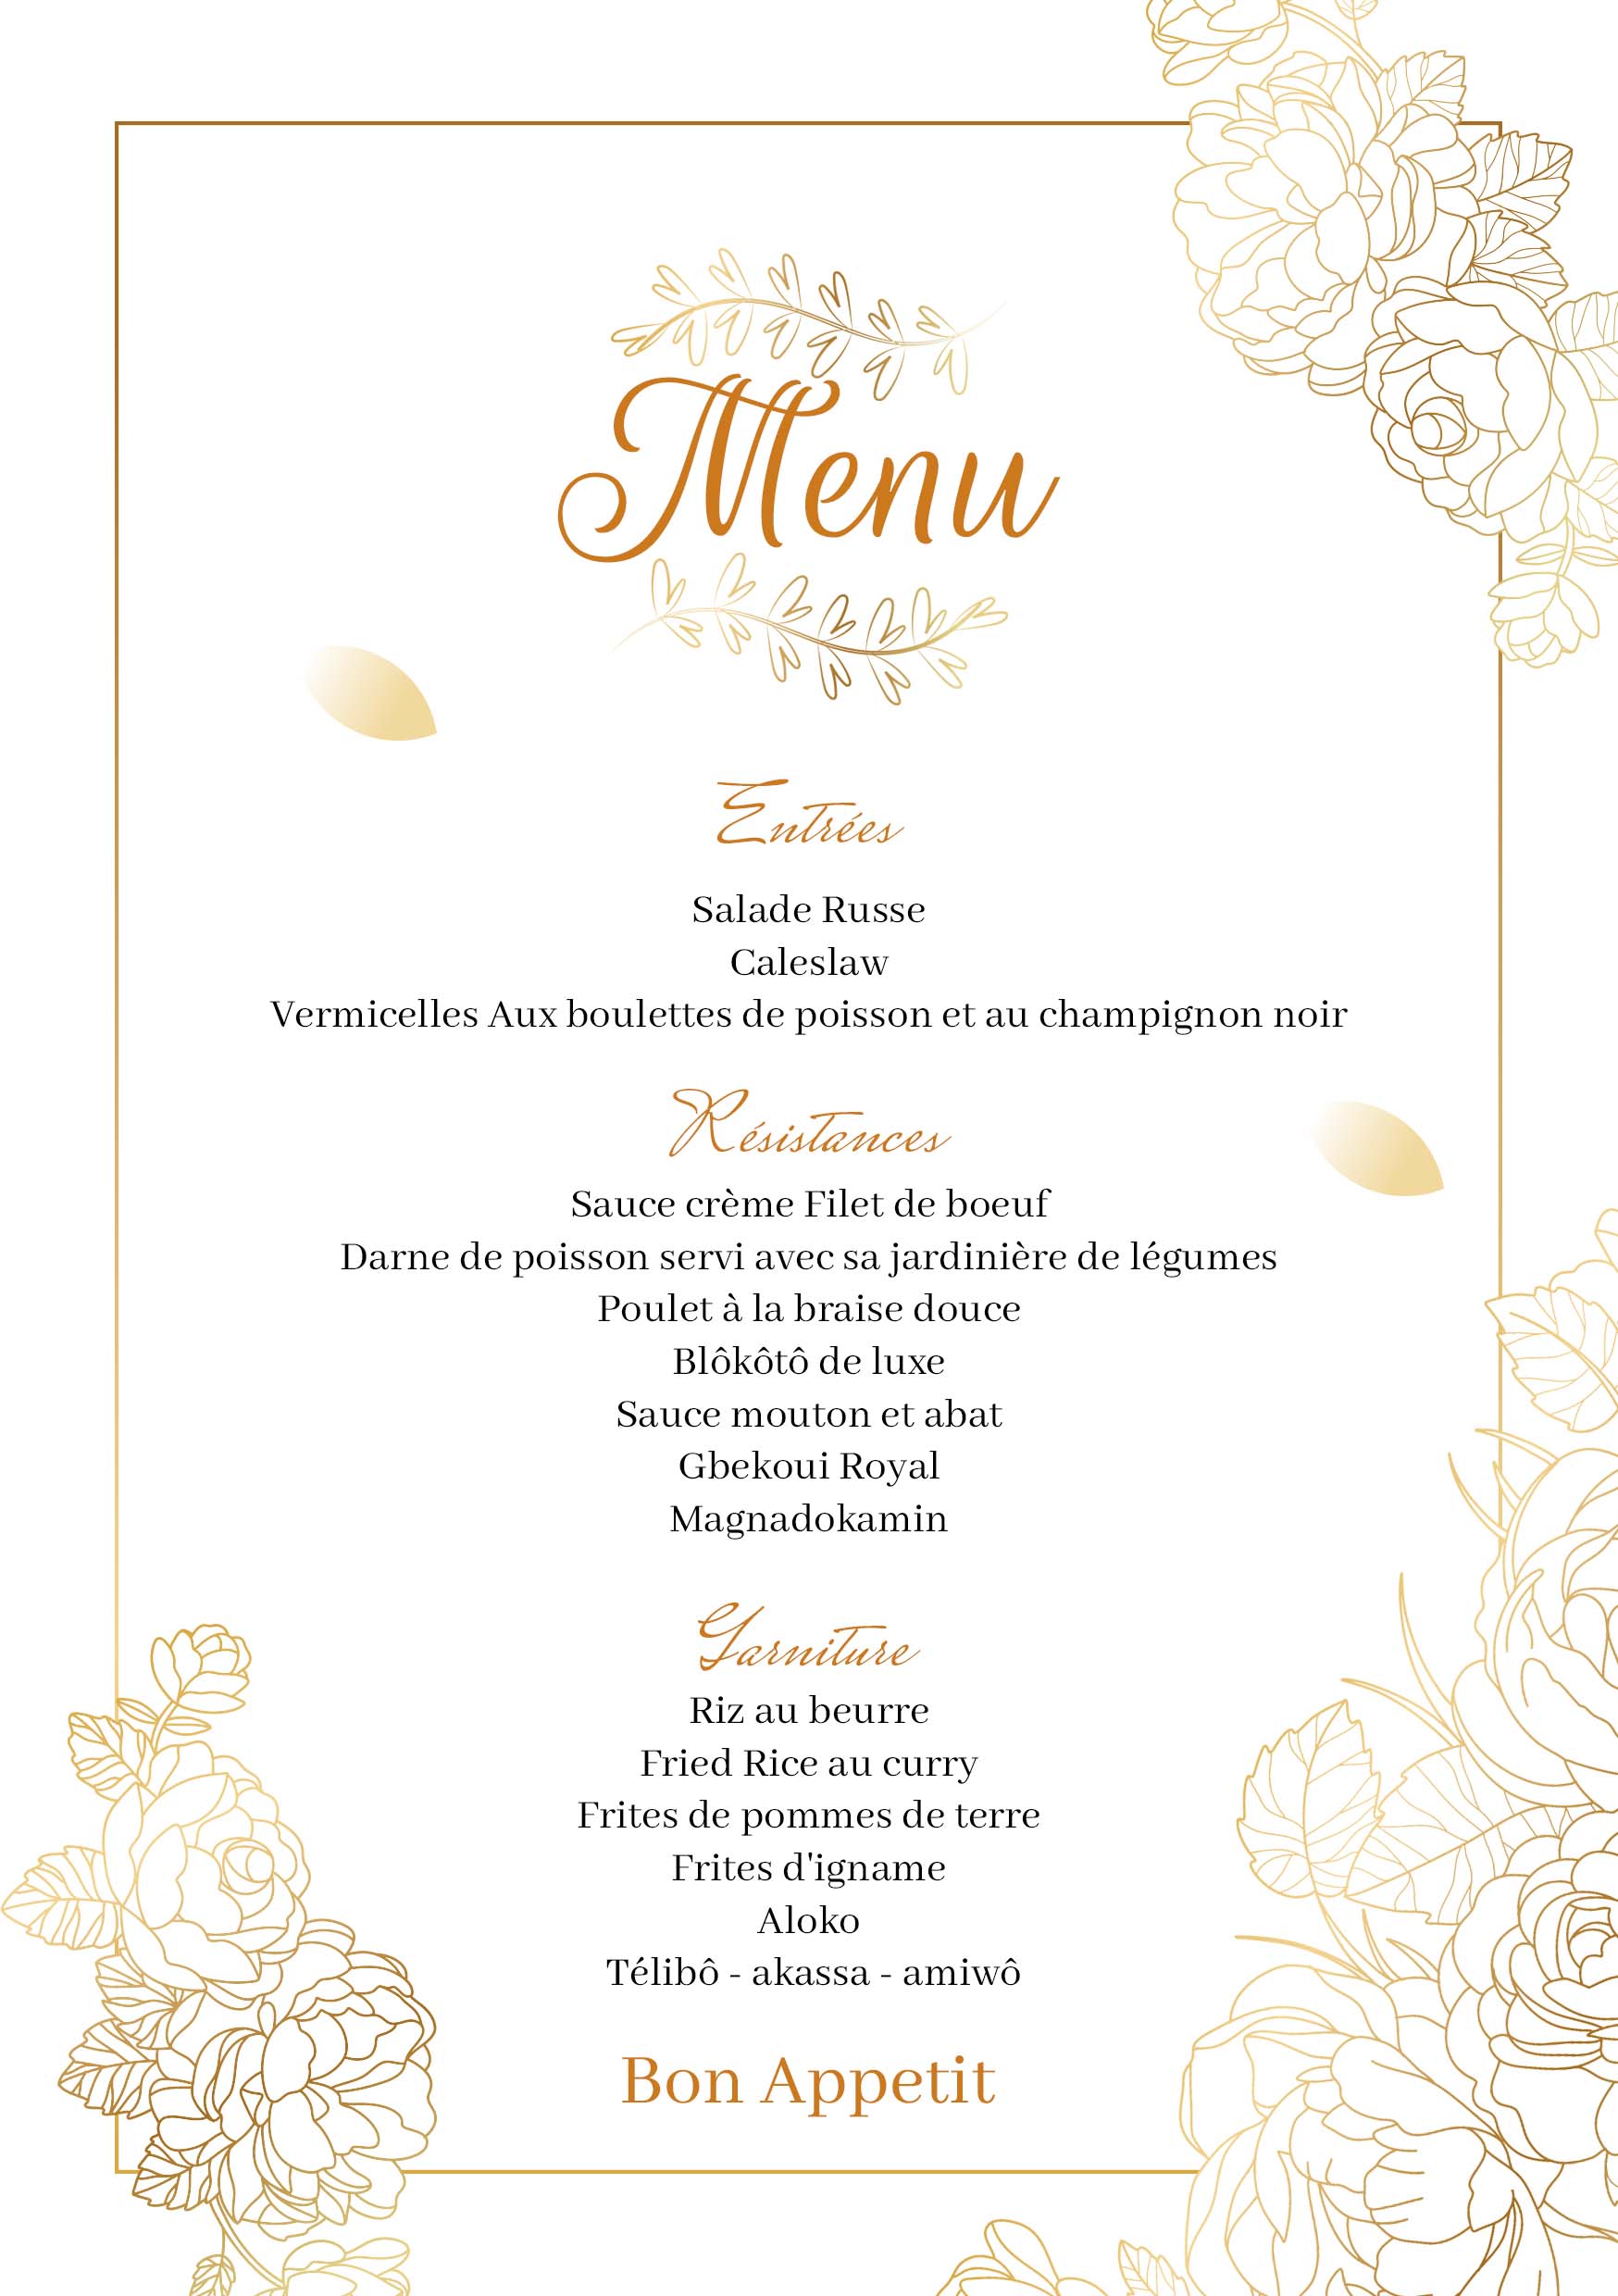 Menu
Entrées
Salade Russe
Caleslaw
Vermicelles Aux boulettes de poisson et au champignon noir
Résistances
Sauce crème Filet de boeuf
Darne de poisson servi avec sa jardinière de légumes
Poulet à la braise douce
Blôkôtô de luxe
Sauce mouton et abat
Gbekoui Royal
Magnadokamin
Garniture
Riz au beurre
Fried Rice au curry
Frites de pommes de terre
Frites d'igname
Aloko
Télibô - akassa - amiwô
Bon Appetit